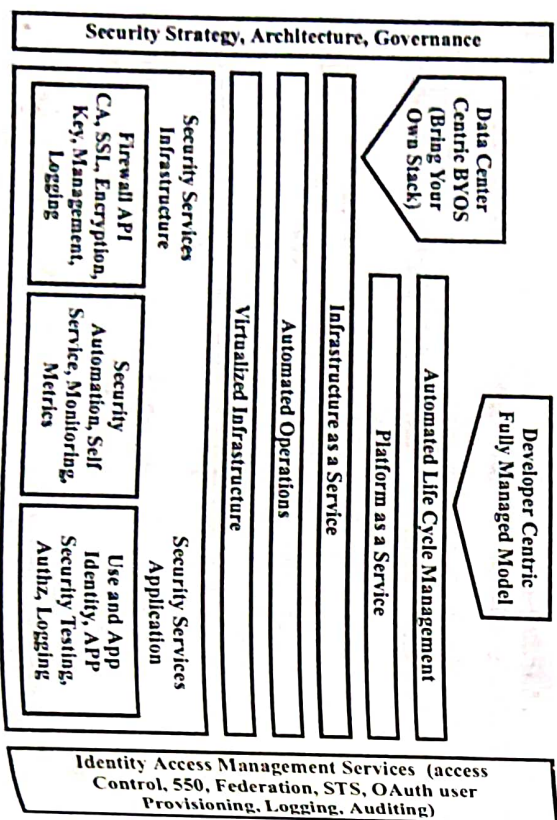 Security Strategy, Architecture, Governance
Data Center
Centric BYOS
(Bring Your
Own Stack)
Developer Centric
Fully Managed Model
Automated Life Cycle Management
Platform as a Service
Infrastructure as a Service
Automated Operations
Virtualized Infrastructure
Security Services
Infrastructure
Security Services
Application
Firewall API
CA, SSL, Encryption,
Key, Management,
Logging
Security
Automation, Self
Service, Monitoring,
Metrics
Use and App
Identity, APP
Security Testing,
Authz, Logging
Identity Access Management Services (access
Control, 550, Federation, STS, OAuth user
Provisioning, Logging, Auditing)